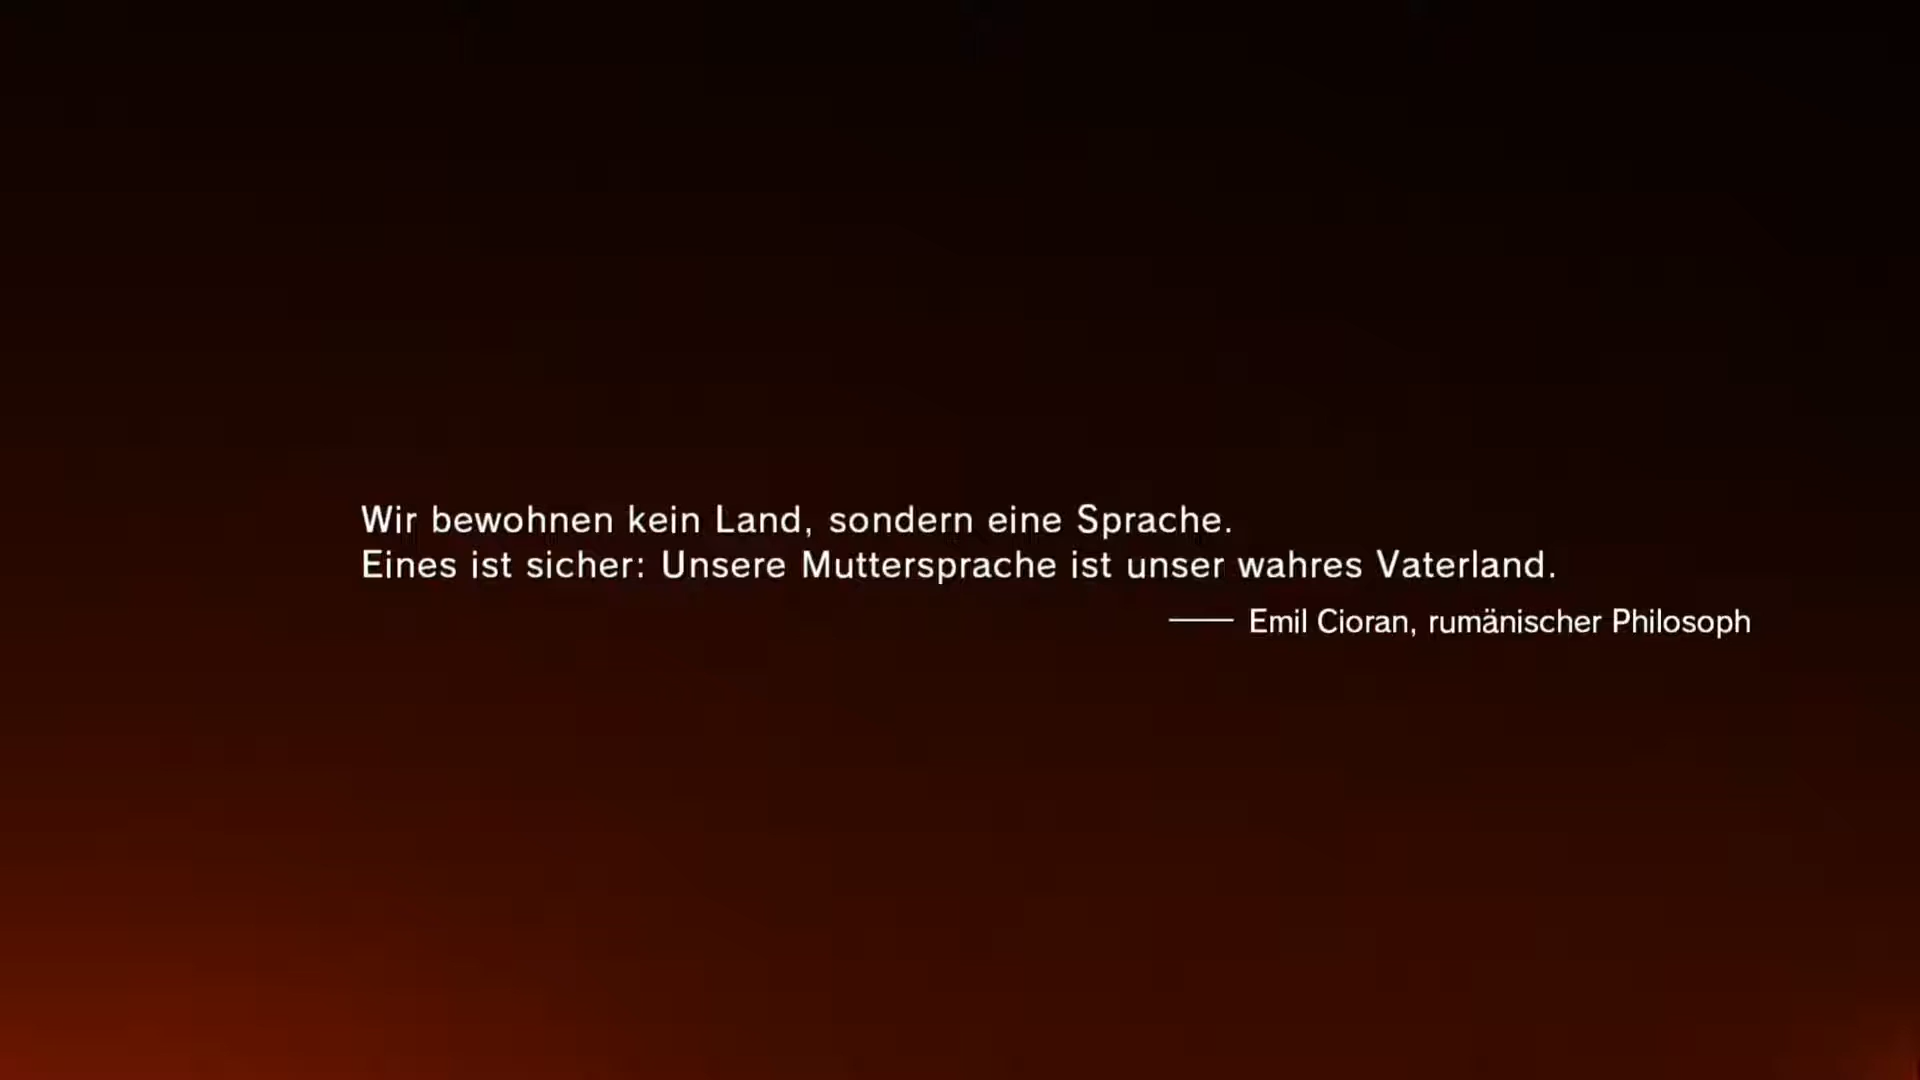 Wir bewohnen kein Land, sondern eine Sprache.
Eines ist sicher: Unsere Muttersprache ist unser wahres Vaterland.
—— Emil Cioran, rumänischer Philosoph